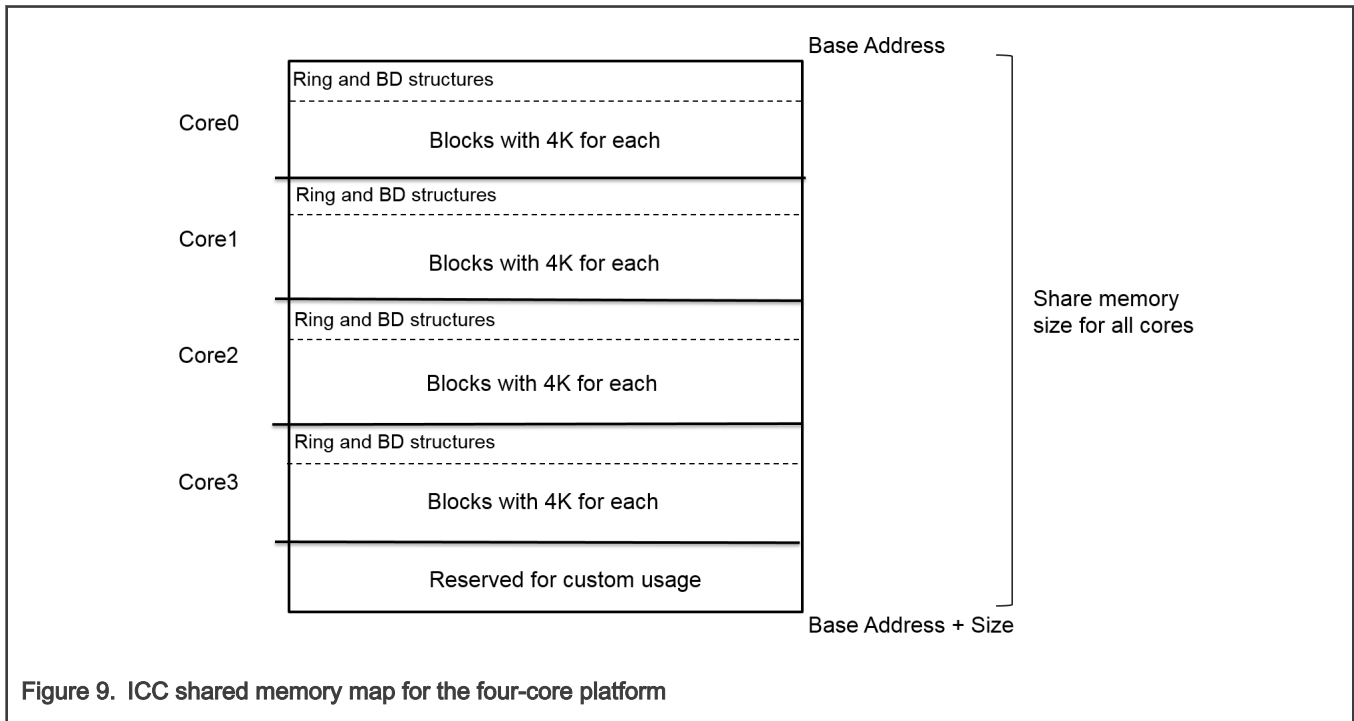 Base Address
Ring and BD structures
Core0
Blocks with 4K for each
Ring and BD structures
Core1
Blocks with 4K for each
Share memory
size for all cores
Ring and BD structures
Core2
Blocks with 4K for each
Ring and BD structures
Core3
Blocks with 4K for each
Reserved for custom usage
Base Address + Size
Figure 9. ICC shared memory map for the four-core platform